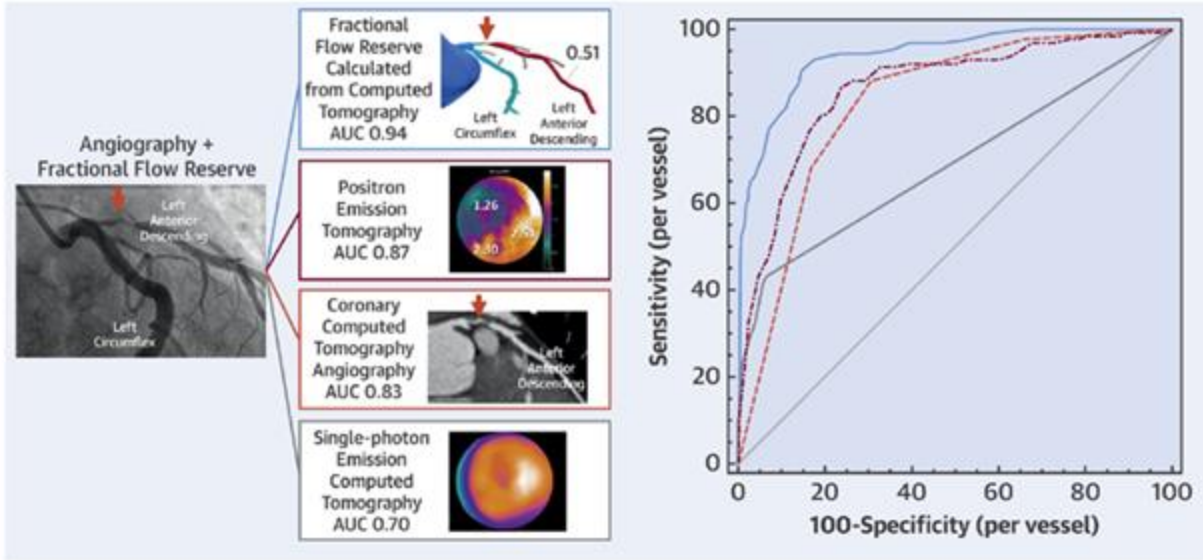 Angiography +
Fractional Flow Reserve
Left
Anterior
Descending
Left
Circumflex
Fractional
Flow Reserve
Calculated
from Computed
Tomography
AUC 0.94
0.51
Left
Circumflex
Left
Anterior
Descending
Positron
Emission
Tomography
AUC 0.87
1.26
2.30
Coronary
Computed
Tomography
Angiography
AUC 0.83
Left
Anterior
Descending
Single-photon
Emission
Computed
Tomography
AUC 0.70
Sensitivity (per vessel)
100
80
60
40
20
0
0 20 40 60 80 100
100-Specificity (per vessel)